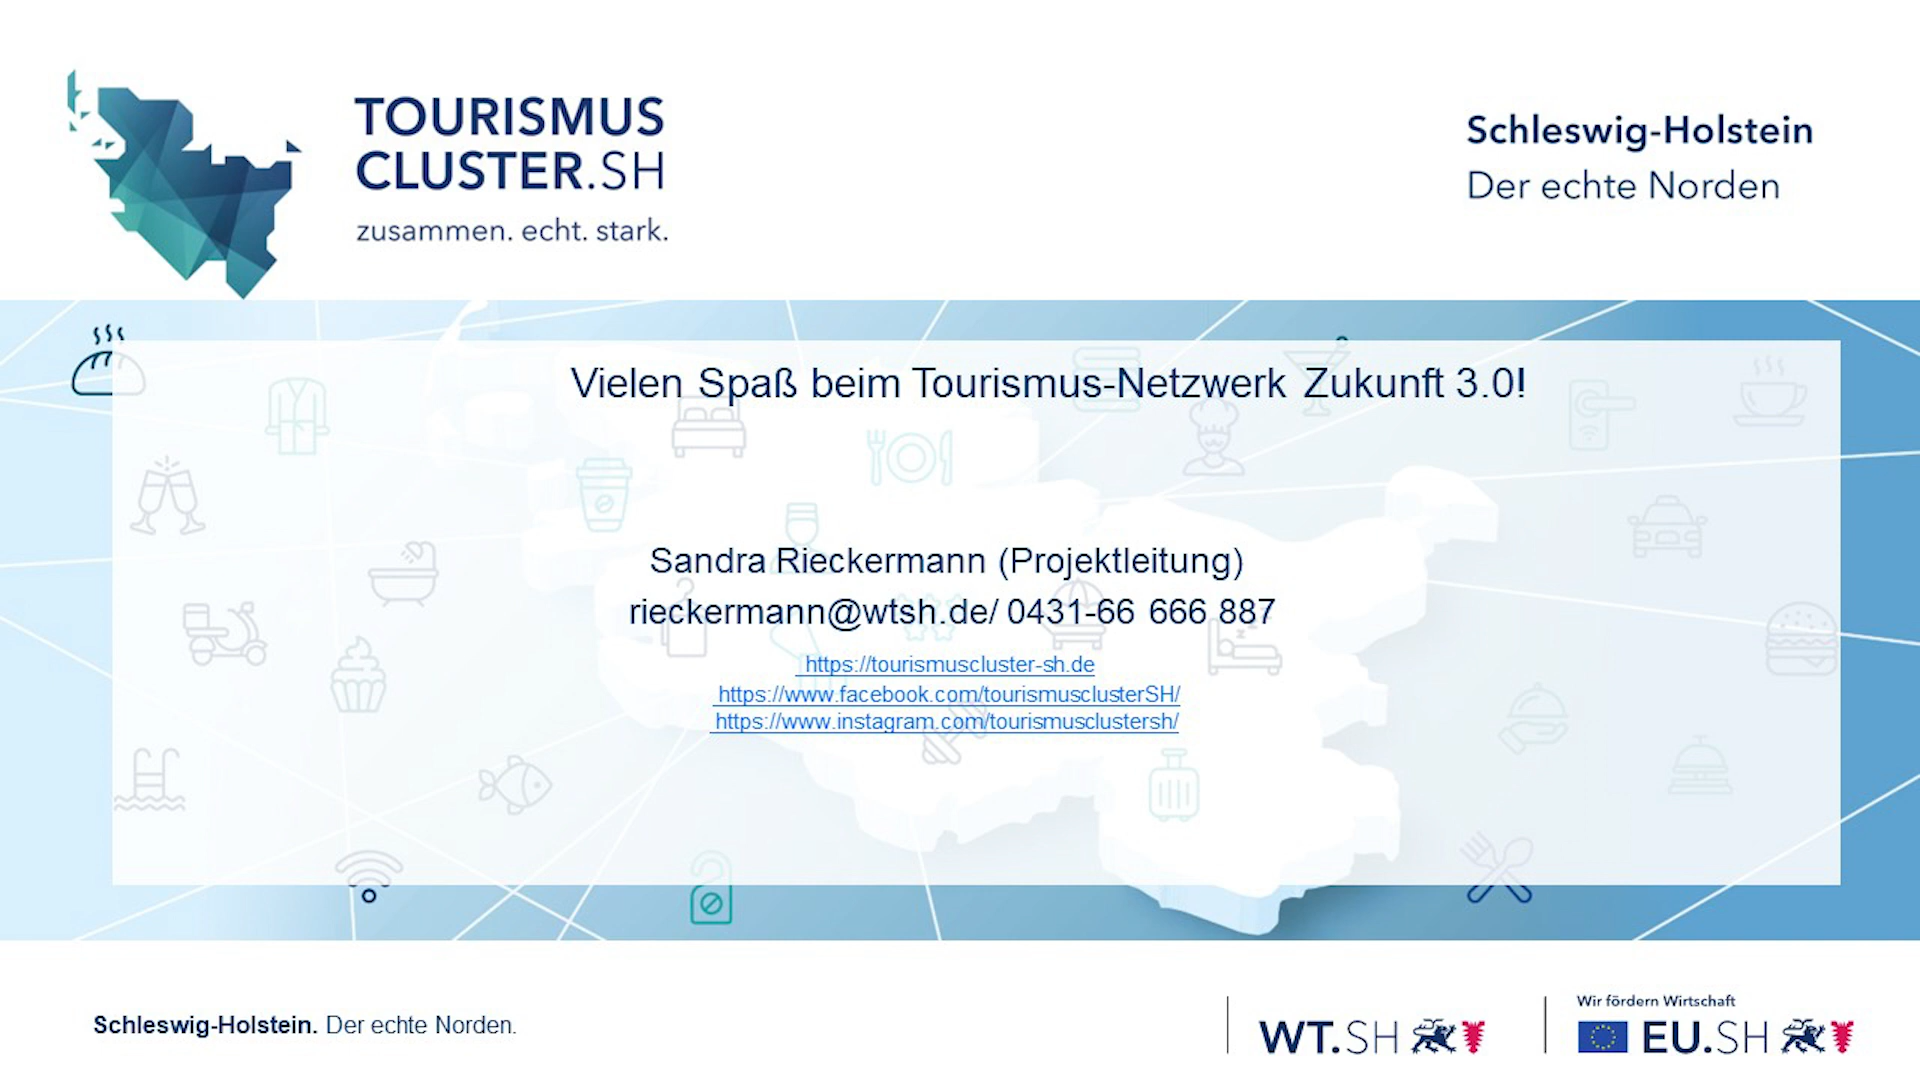 TOURISMUS
CLUSTER.SH
zusammen. echt. stark.
Schleswig-Holstein
Der echte Norden
Vielen Spaß beim Tourismus-Netzwerk Zukunft 3.0!
Sandra Rieckermann (Projektleitung)
rieckermann@wtsh.de/ 0431-66 666 887
https://tourismuscluster-sh.de
https://www.facebook.com/tourismusclusterSH/
https://www.instagram.com/tourismusclustersh/
Schleswig-Holstein. Der echte Norden.
WT.SH
Wir fördern Wirtschaft
EU.SH